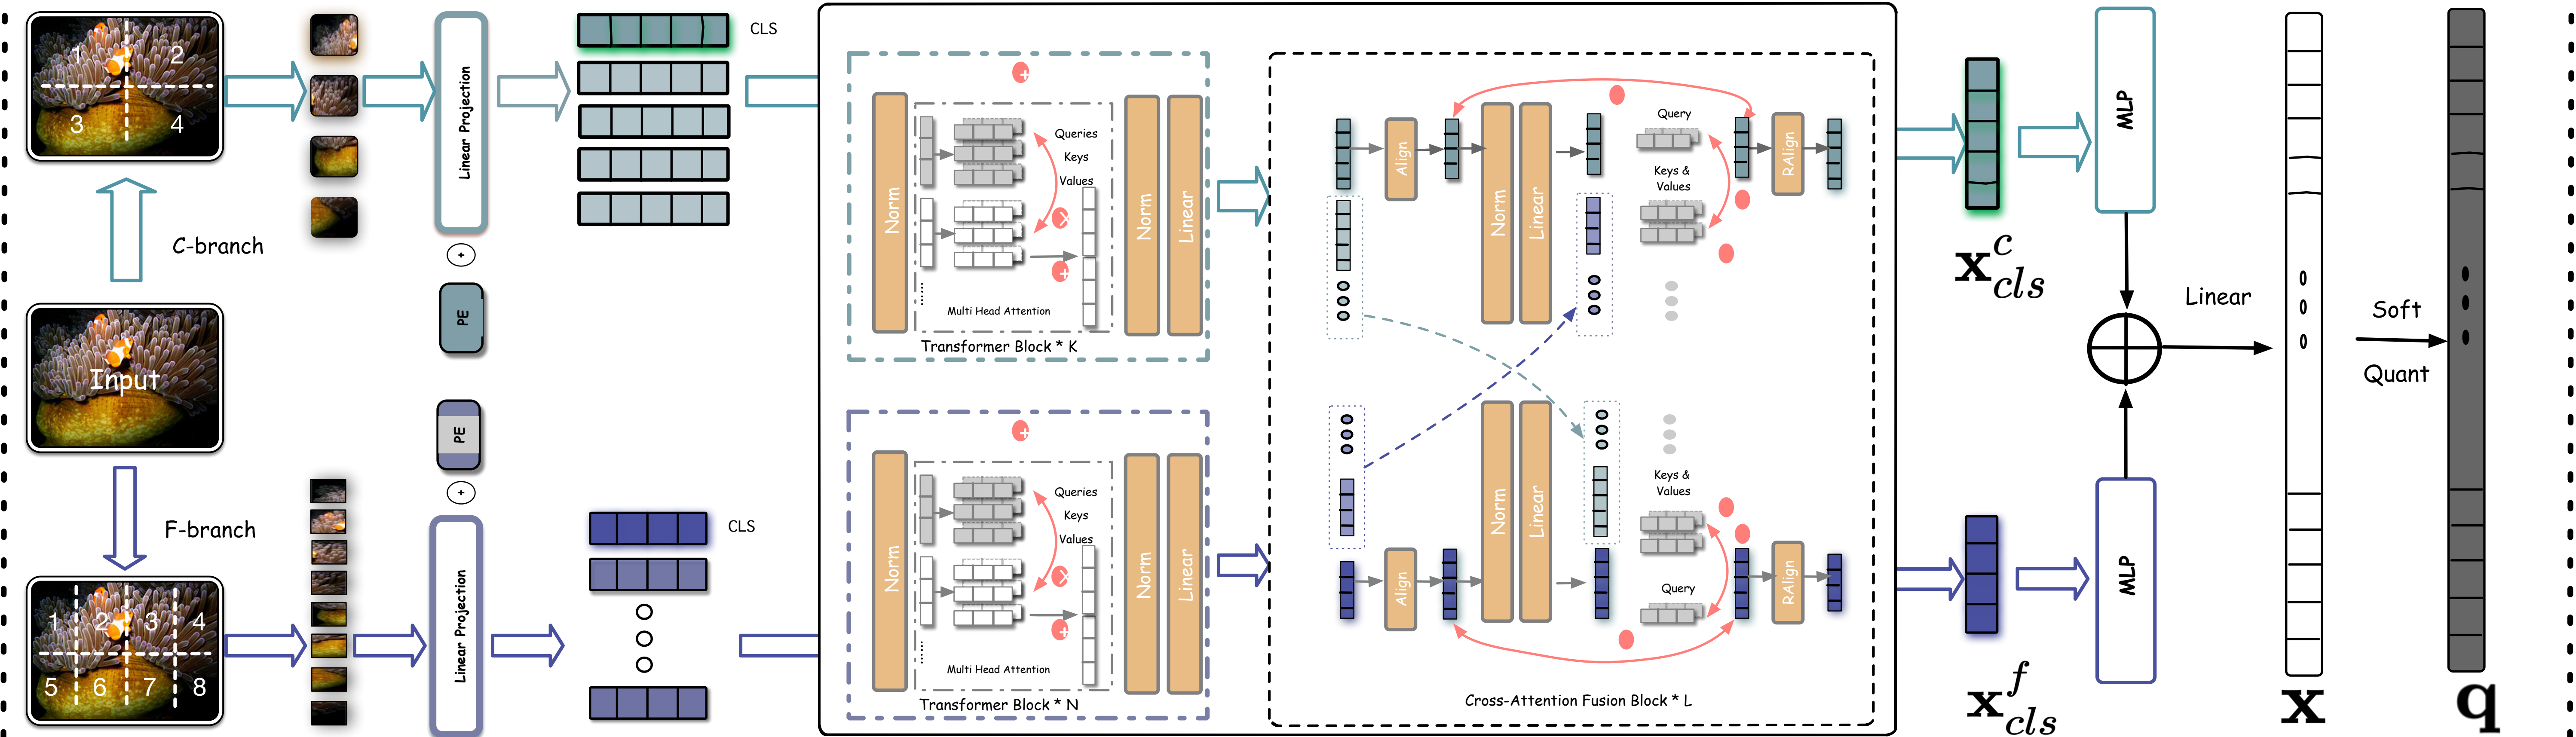 1 2
3 4
C-branch
Input
F-branch
1 2 3 4
5 6 7 8
Linear Projection
+
PE
PE
+
Linear Projection
CLS
CLS
+
Norm
Queries
Keys
Values
×
+
......
Multi Head Attention
Norm
Linear
Transformer Block * K
+
Norm
Queries
Keys
Values
×
+
......
Multi Head Attention
Norm
Linear
Transformer Block * N
Align
Norm
Linear
Query
Keys &
Values
RAlign
Align
Norm
Linear
Keys &
Values
Query
RAlign
Cross-Attention Fusion Block * L
x^c_cls
x^f_cls
MLP
MLP
Linear
Soft
Quant
x
q